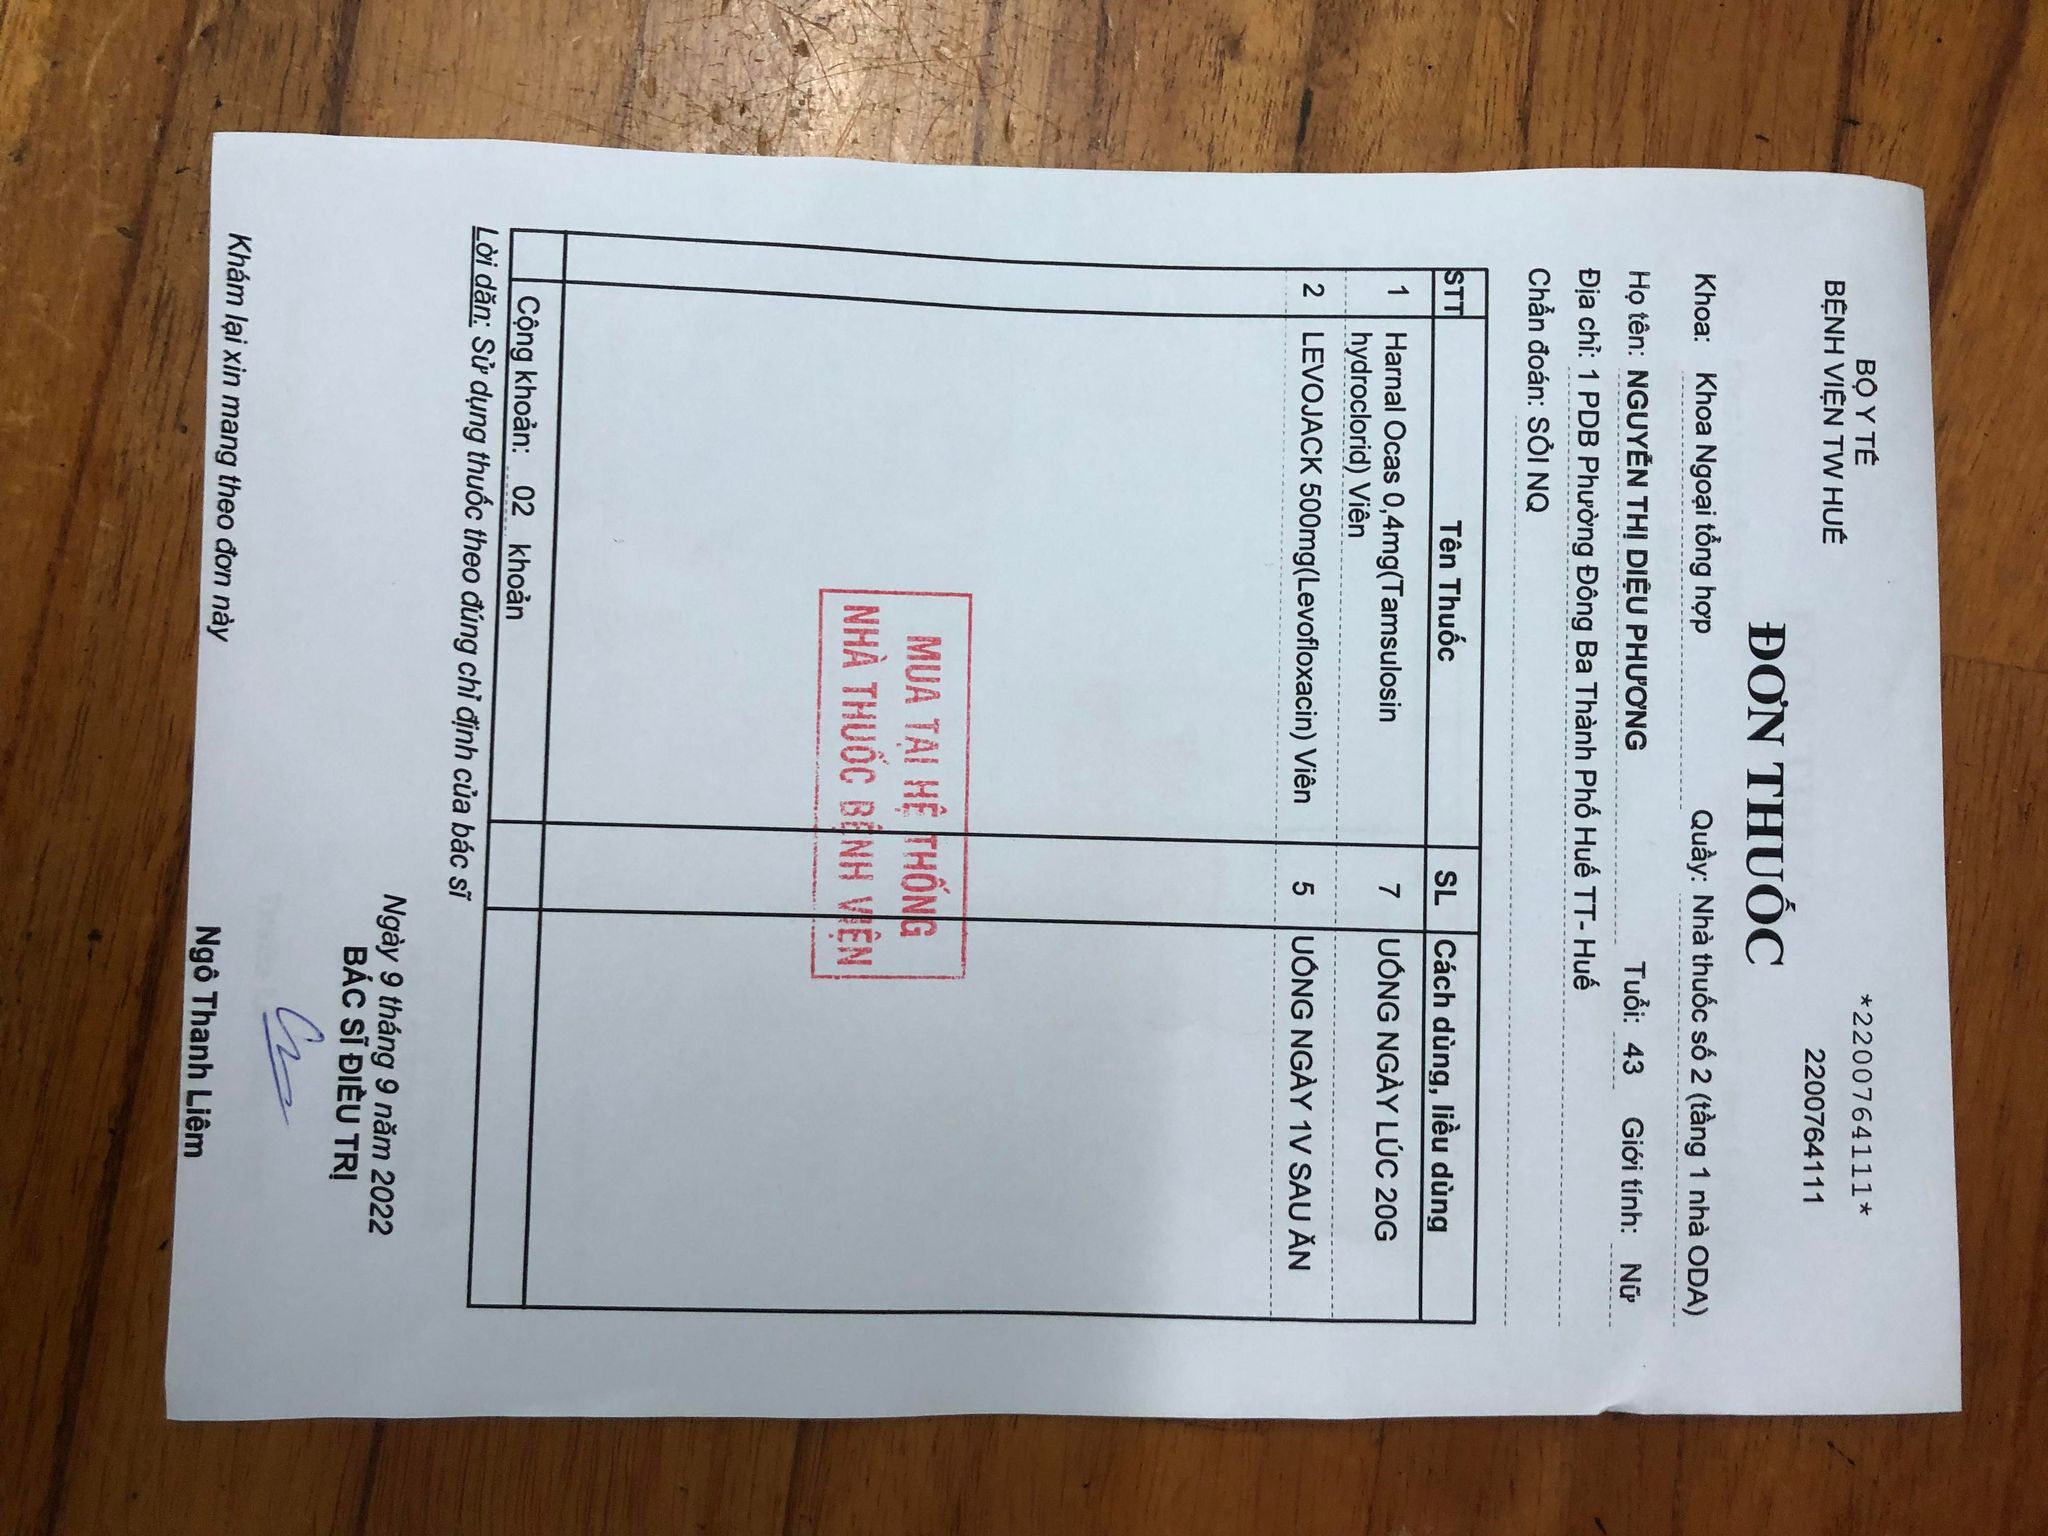 BỘ Y TẾ
BỆNH VIỆN TW HUẾ
*2200764111*
2200764111
ĐƠN THUỐC
Khoa: Khoa Ngoại tổng hợp Quầy: Nhà thuốc số 2 (tầng 1 nhà ODA)
Họ tên: NGUYỄN THỊ DIỆU PHƯƠNG Tuổi: 43 Giới tính: Nữ
Địa chỉ: 1 PDB Phường Đông Ba Thành Phố Huế TT- Huế
Chẩn đoán: SỎI NQ
STT Tên Thuốc SL Cách dùng, liều dùng
1 Harnal Ocas 0,4mg(Tamsulosin 7 UỐNG NGÀY LÚC 20G
hydroclorid) Viên
2 LEVOJACK 500mg(Levofloxacin) Viên 5 UỐNG NGÀY 1V SAU ĂN
MUA TẠI HỆ THỐNG
NHÀ THUỐC BỆNH VIỆN
Cộng khoản: 02 khoản
Lời dặn: Sử dụng thuốc theo đúng chỉ định của bác sĩ
Ngày 9 tháng 9 năm 2022
BÁC SĨ ĐIỀU TRỊ
Khám lại xin mang theo đơn này
Ngô Thanh Liêm